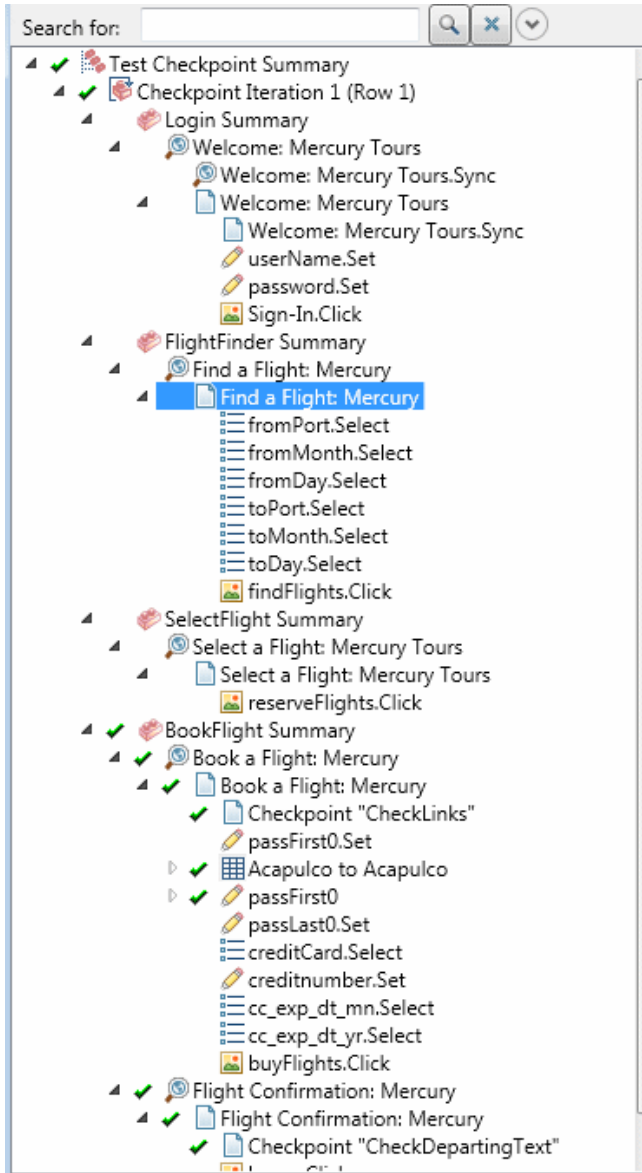 Search for:
Test Checkpoint Summary
Checkpoint Iteration 1 (Row 1)
Login Summary
Welcome: Mercury Tours
Welcome: Mercury Tours.Sync
Welcome: Mercury Tours
Welcome: Mercury Tours.Sync
userName.Set
password.Set
Sign-In.Click
FlightFinder Summary
Find a Flight: Mercury
Find a Flight: Mercury
fromPort.Select
fromMonth.Select
fromDay.Select
toPort.Select
toMonth.Select
toDay.Select
findFlights.Click
SelectFlight Summary
Select a Flight: Mercury Tours
Select a Flight: Mercury Tours
reserveFlights.Click
BookFlight Summary
Book a Flight: Mercury
Book a Flight: Mercury
Checkpoint "CheckLinks"
passFirst0.Set
Acapulco to Acapulco
passFirst0
passLast0.Set
creditCard.Select
creditnumber.Set
cc_exp_dt_mn.Select
cc_exp_dt_yr.Select
buyFlights.Click
Flight Confirmation: Mercury
Flight Confirmation: Mercury
Checkpoint "CheckDepartingText"